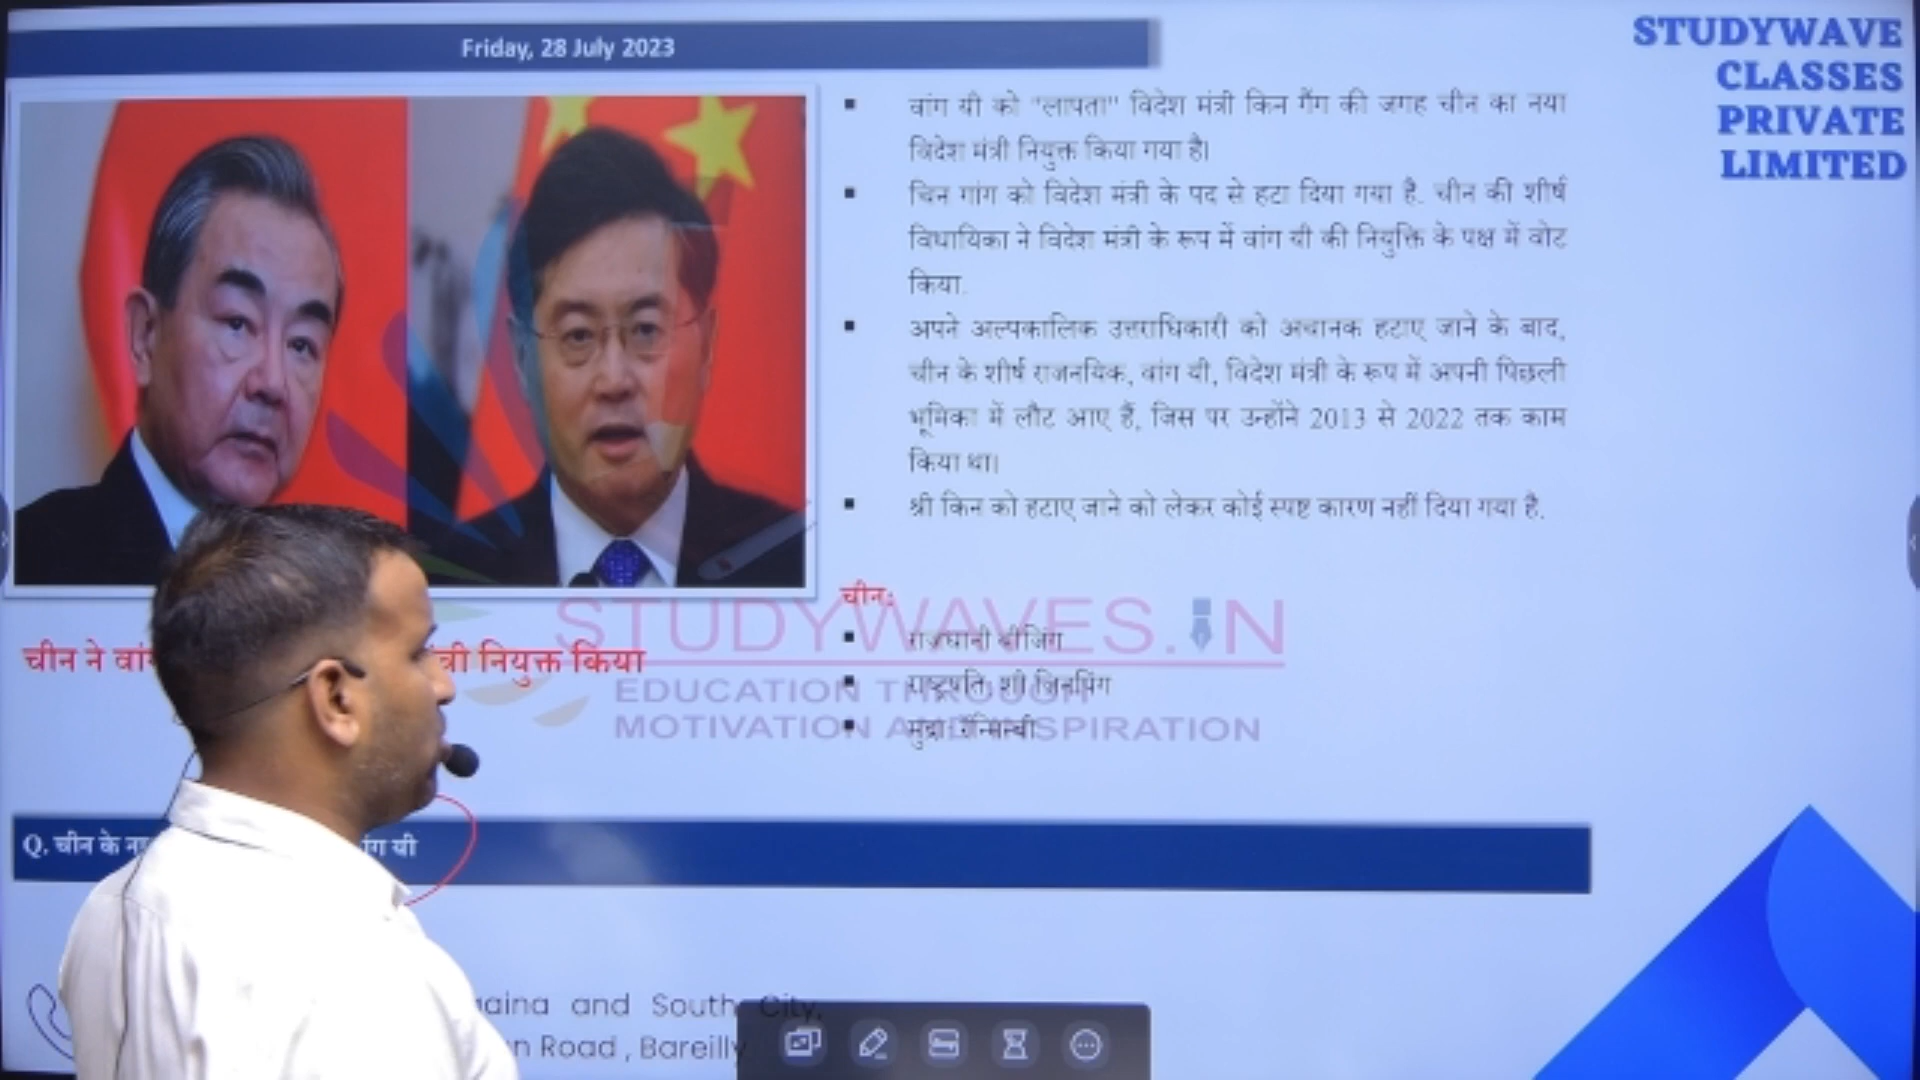 Friday, 28 July 2023
STUDYWAVE
CLASSES
PRIVATE
LIMITED
▪ वांग यी को "लापता" विदेश मंत्री किन गैंग की जगह चीन का नया
विदेश मंत्री नियुक्त किया गया है।
▪ चिन गांग को विदेश मंत्री के पद से हटा दिया गया है. चीन की शीर्ष
विधायिका ने विदेश मंत्री के रूप में वांग यी की नियुक्ति के पक्ष में वोट
किया.
▪ अपने अल्पकालिक उत्तराधिकारी को अचानक हटाए जाने के बाद,
चीन के शीर्ष राजनयिक, वांग यी, विदेश मंत्री के रूप में अपनी पिछली
भूमिका में लौट आए हैं, जिस पर उन्होंने 2013 से 2022 तक काम
किया था।
▪ श्री किन को हटाए जाने को लेकर कोई स्पष्ट कारण नहीं दिया गया है.
चीन:
▪ राजधानी बीजिंग
▪ राष्ट्रपति: शी जिनपिंग
▪ मुद्रा: रॅन्मिन्बी
STUDYWAVES.IN
EDUCATION THROUGH
MOTIVATION AND INSPIRATION
चीन ने नियुक्त किया
Q. चीन के यी
and South City,
Road , Bareilly